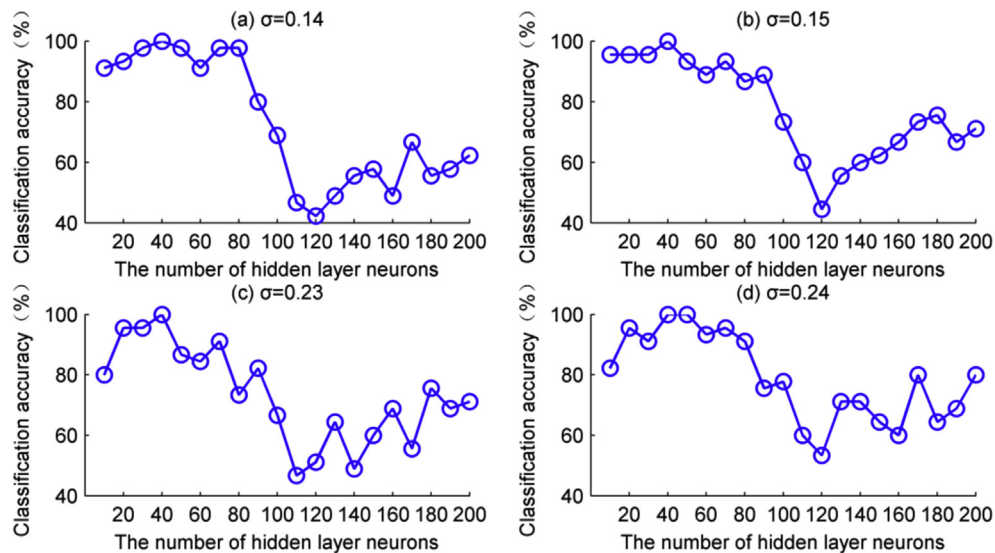 (a) σ=0.14
Classification accuracy（%）
100
80
60
40
20 40 60 80 100 120 140 160 180 200
The number of hidden layer neurons
(b) σ=0.15
Classification accuracy（%）
100
80
60
40
20 40 60 80 100 120 140 160 180 200
The number of hidden layer neurons
(c) σ=0.23
Classification accuracy（%）
100
80
60
40
20 40 60 80 100 120 140 160 180 200
The number of hidden layer neurons
(d) σ=0.24
Classification accuracy（%）
100
80
60
40
20 40 60 80 100 120 140 160 180 200
The number of hidden layer neurons